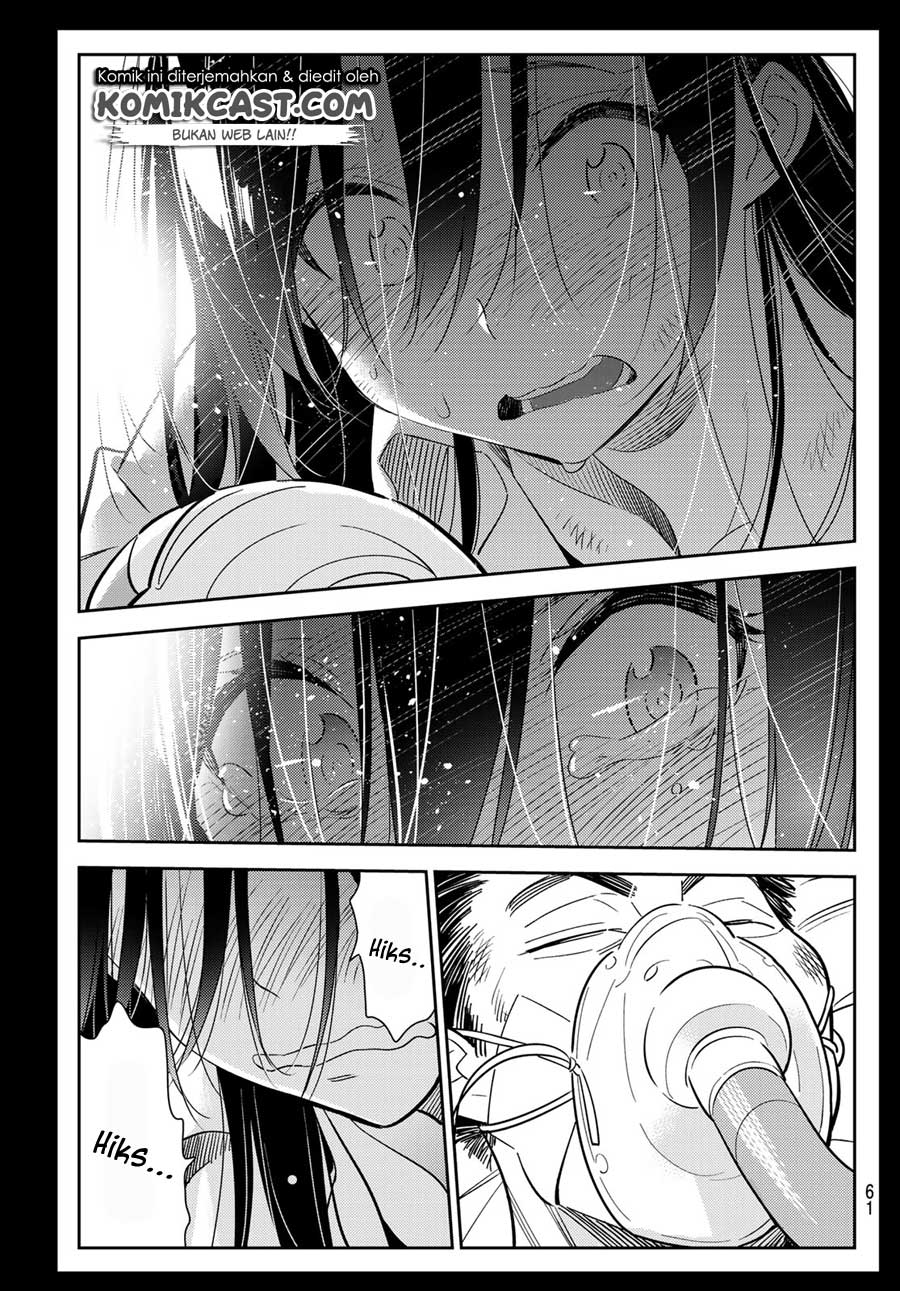 Komik ini diterjemahkan & diedit oleh
KOMIKCAST.COM
BUKAN WEB LAIN!!
Hiks..
Hiks...
61